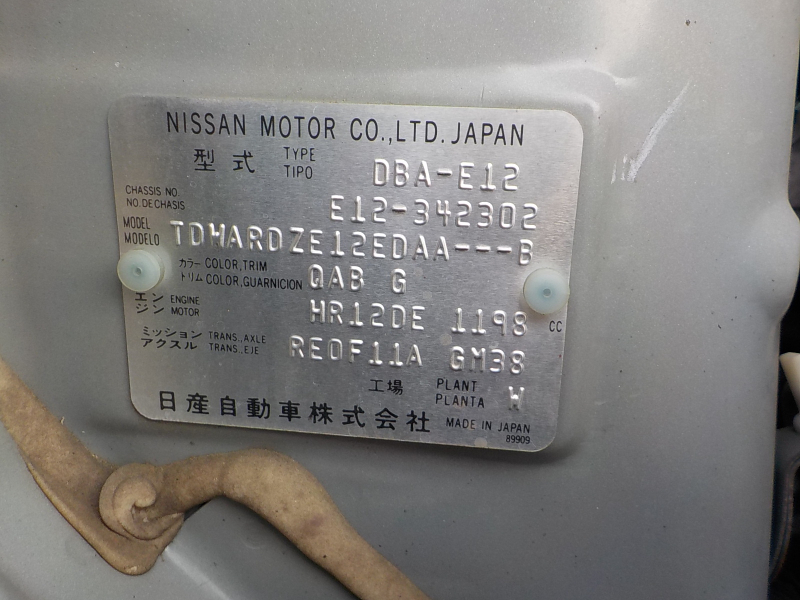 NISSAN MOTOR CO.,LTD. JAPAN
型式 TYPE TIPO DBA-E12
CHASSIS NO. NO.DE CHASIS E12-342302
MODEL MODELO TDMARDZE12EDAA---B
カラー COLOR,TRIM トリム COLOR,GUARNICION QAB G
エンジン ENGINE MOTOR HR12DE 1198 CC
ミッション TRANS.,AXLE アクスル TRANS.,EJE RE0F11A GM38
工場 PLANT PLANTA W
日産自動車株式会社 MADE IN JAPAN
89909